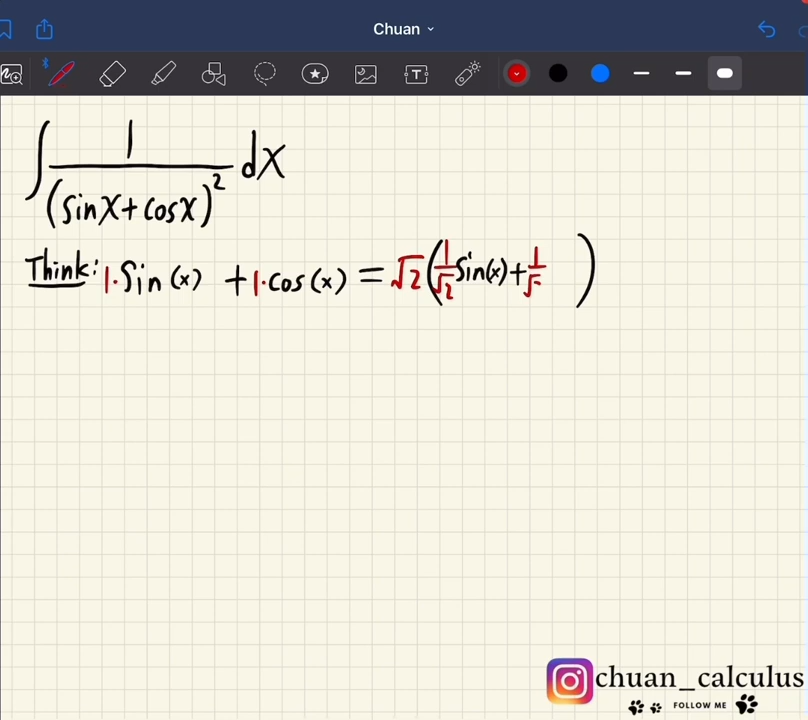 Chuan
∫ 1/(sinx+cosx)² dx
Think: 1·Sin(x) + 1·cos(x) = √2(1/√2 Sin(x) + 1/√ )
chuan_calculus
FOLLOW ME